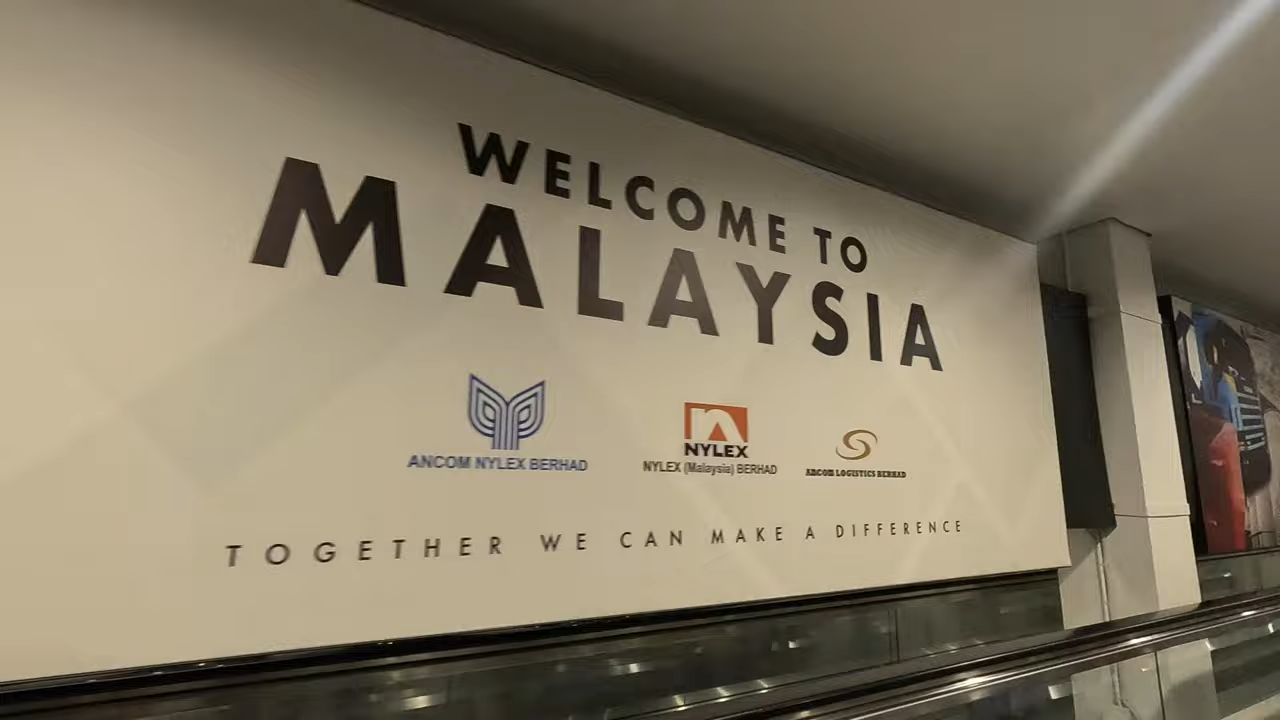 WELCOME TO
MALAYSIA
ANCOM NYLEX BERHAD
NYLEX
NYLEX (Malaysia) BERHAD
ANCOM LOGISTICS BERHAD
TOGETHER WE CAN MAKE A DIFFERENCE